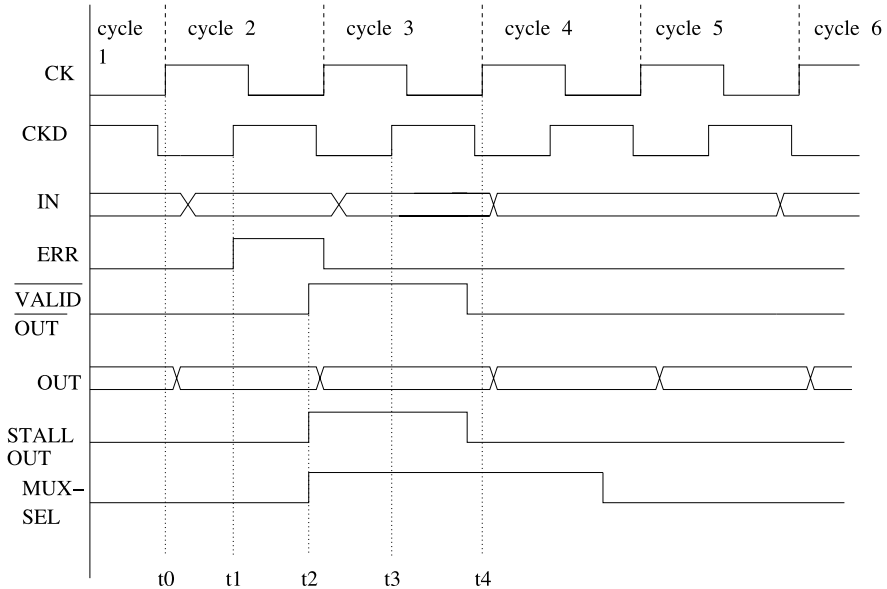 cycle 1
cycle 2
cycle 3
cycle 4
cycle 5
cycle 6
CK
CKD
IN
ERR
VALID
OUT
OUT
STALL
OUT
MUX–
SEL
t0 t1 t2 t3 t4